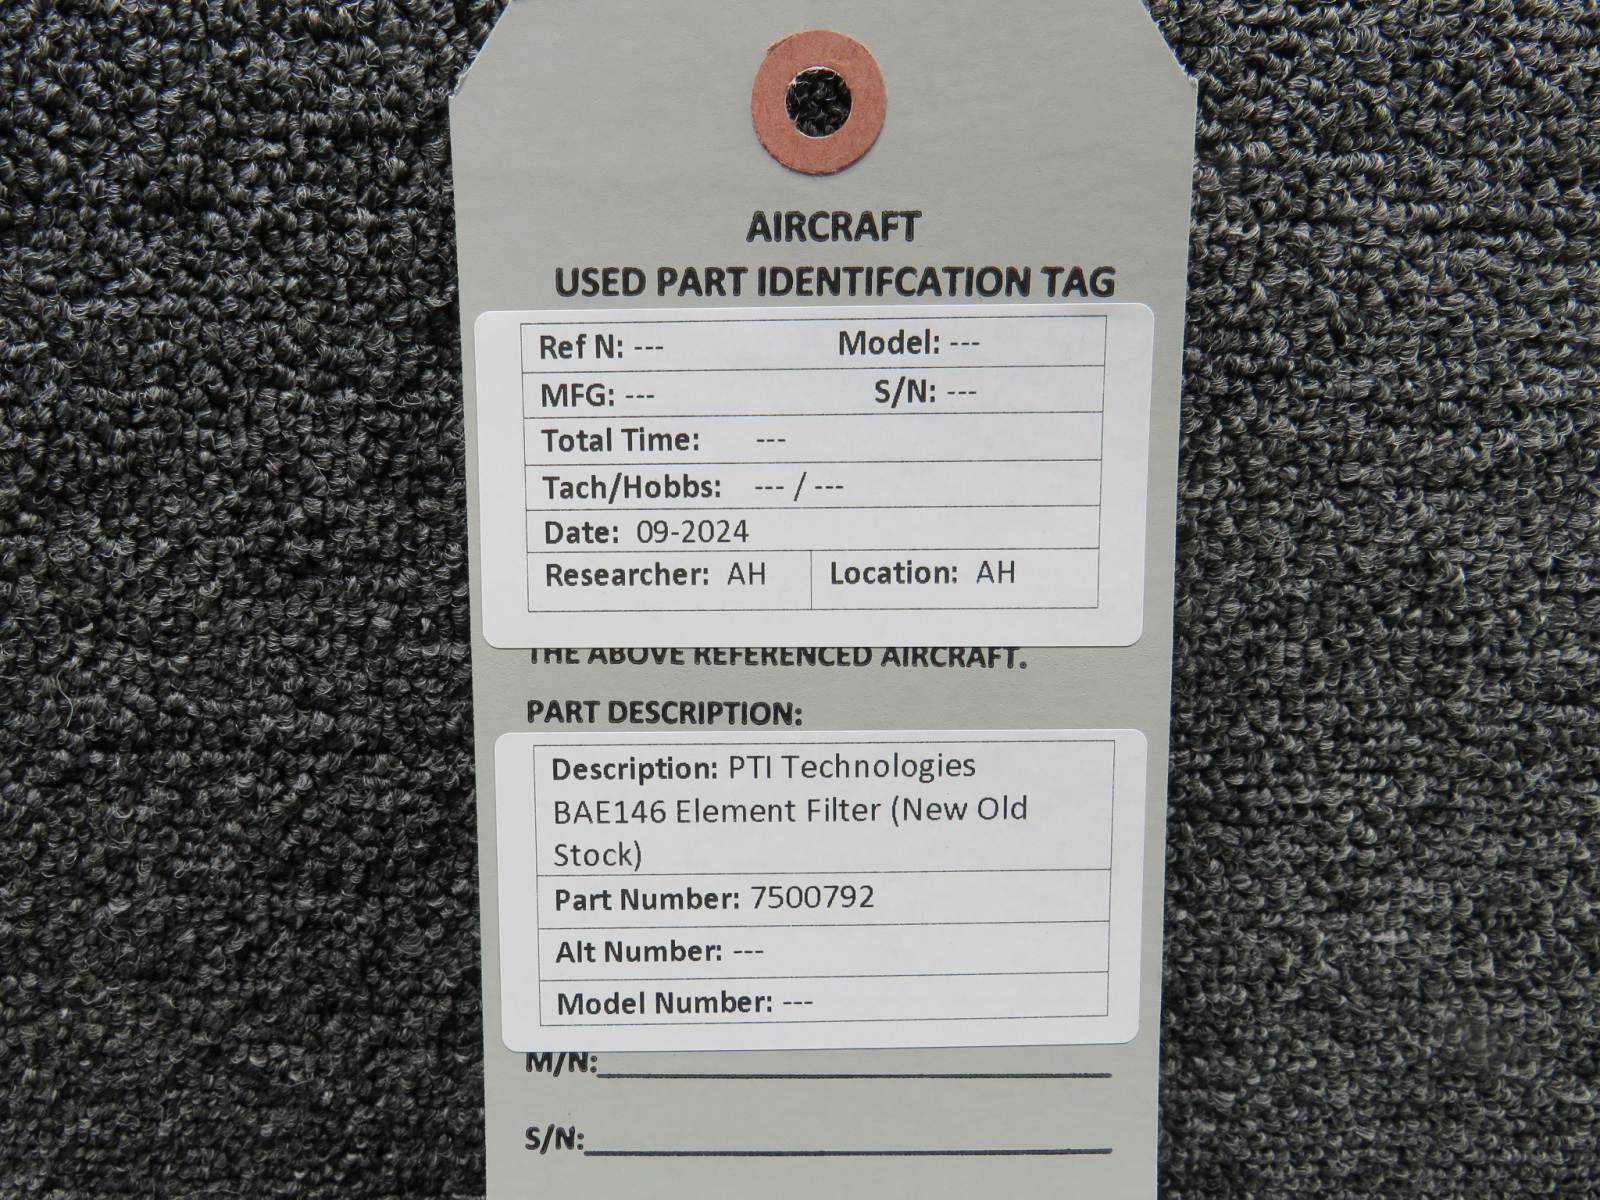 AIRCRAFT
USED PART IDENTIFCATION TAG
Ref N: --- Model: ---
MFG: --- S/N: ---
Total Time: ---
Tach/Hobbs: --- / ---
Date: 09-2024
Researcher: AH Location: AH
THE ABOVE REFERENCED AIRCRAFT.
PART DESCRIPTION:
Description: PTI Technologies
BAE146 Element Filter (New Old
Stock)
Part Number: 7500792
Alt Number: ---
Model Number: ---
M/N:
S/N: